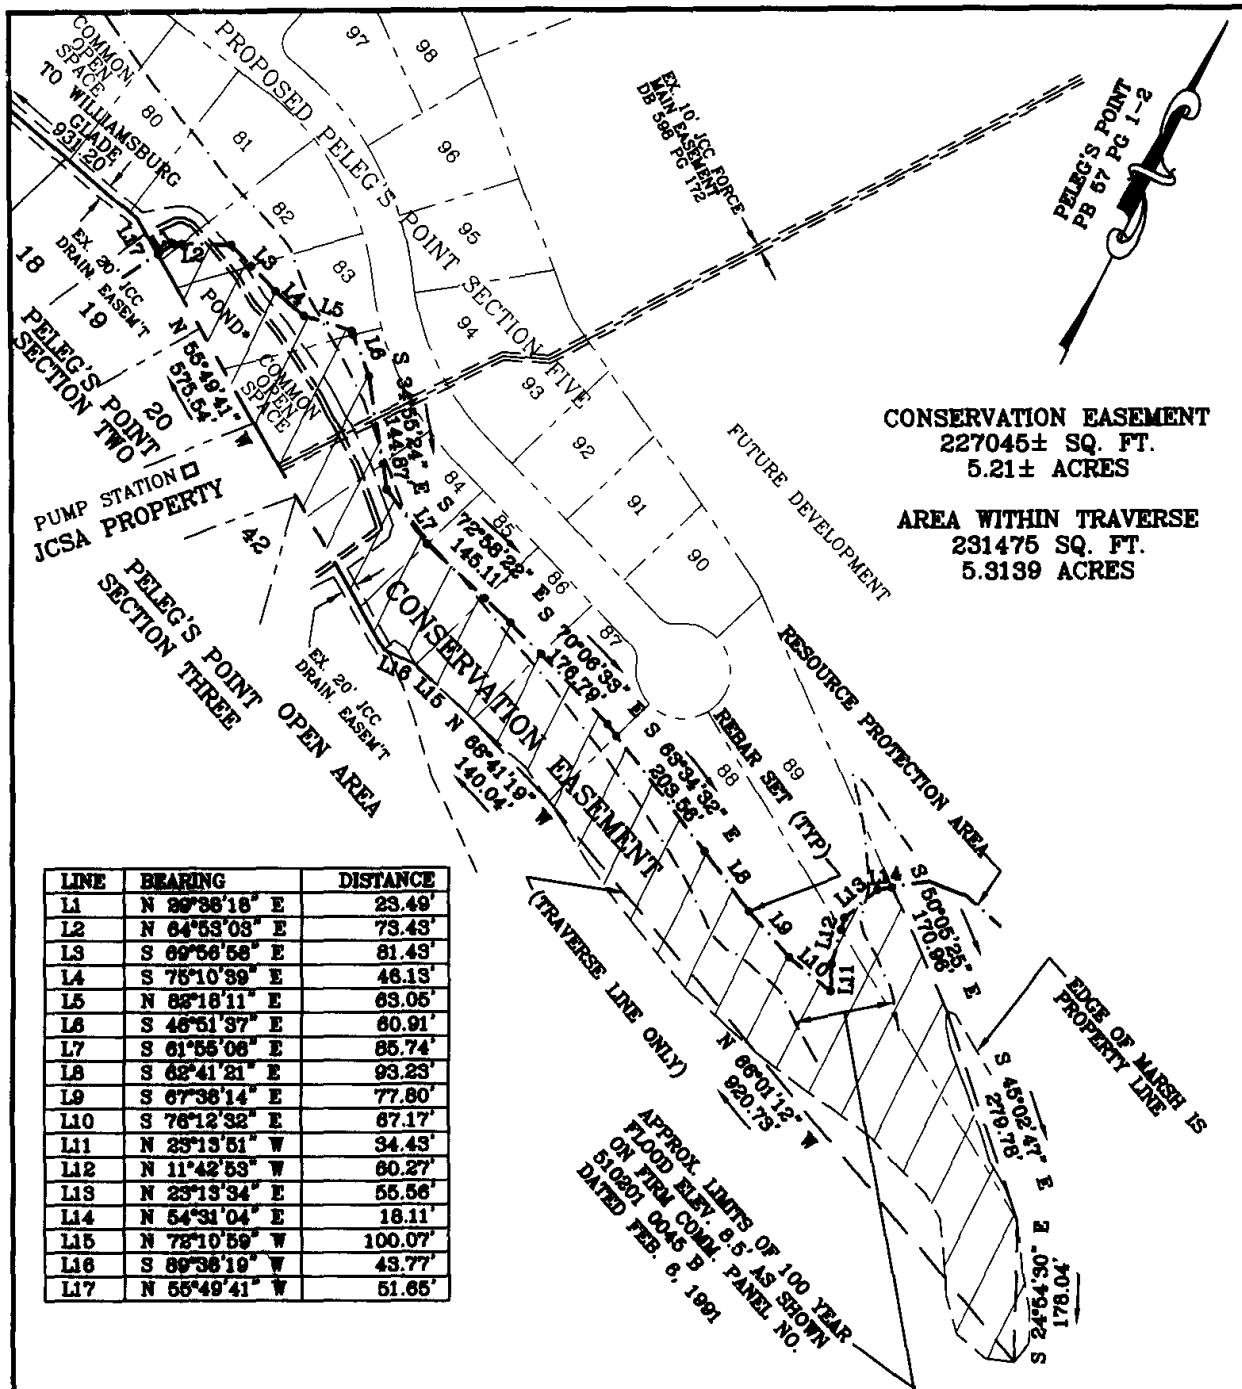 COMMON
OPEN
SPACE
TO WILLIAMSBURG
GLADE
931.20'
80
81
82
83
97
98
96
95
94
93
92
91
90
PROPOSED PELEG'S POINT SECTION FIVE
EX. 10' JCC FORCE
MAIN EASEMENT
DB 598 PG 172
PELEG'S POINT
PB 57 PG 1-2
L17
L2
L3
L4
L5
L6
EX. 20' JCC
DRAIN. EASEM'T
18
19
20
PELEG'S POINT
SECTION TWO
N 55°49'41" W
575.54'
POND*
COMMON
OPEN
SPACE
S 34°55'24" E
144.87'
PUMP STATION
JCSA PROPERTY
42
CONSERVATION EASEMENT
227045± SQ. FT.
5.21± ACRES
AREA WITHIN TRAVERSE
231475 SQ. FT.
5.3139 ACRES
FUTURE DEVELOPMENT
84
85
86
87
88
89
L7
S 72°58'22" E
145.11'
S 70°06'33" E
176.79'
S 63°34'32" E
203.56'
PELEG'S POINT
SECTION THREE
OPEN AREA
EX. 20' JCC
DRAIN. EASEM'T
L16
L15
N 66°41'19" W
140.04'
CONSERVATION EASEMENT
REBAR SET (TYP)
RESOURCE PROTECTION AREA
L8
L9
L10
L11
L12
L13
L14
S 50°05'25" E
170.96'
(TRAVERSE LINE ONLY)
N 66°01'12" W
920.73'
EDGE OF MARSH IS
PROPERTY LINE
S 45°02'47" E
279.78'
S 24°54'30" E
178.04'
APPROX. LIMITS OF 100 YEAR
FLOOD ELEV. 8.5' AS SHOWN
ON FIRM COMM. PANEL NO.
510201 0045 B
DATED FEB. 6, 1991
LINE BEARING DISTANCE
L1 N 29°38'18" E 23.49'
L2 N 64°53'03" E 73.43'
L3 S 69°56'58" E 81.43'
L4 S 75°10'39" E 46.13'
L5 N 82°18'11" E 63.05'
L6 S 46°51'37" E 60.91'
L7 S 61°55'06" E 85.74'
L8 S 62°41'21" E 93.23'
L9 S 67°38'14" E 77.80'
L10 S 76°12'32" E 67.17'
L11 N 23°13'51" W 34.43'
L12 N 11°42'53" W 60.27'
L13 N 23°13'34" E 55.56'
L14 N 54°31'04" E 18.11'
L15 N 72°10'59" W 100.07'
L16 S 89°38'19" W 43.77'
L17 N 55°49'41" W 51.65'